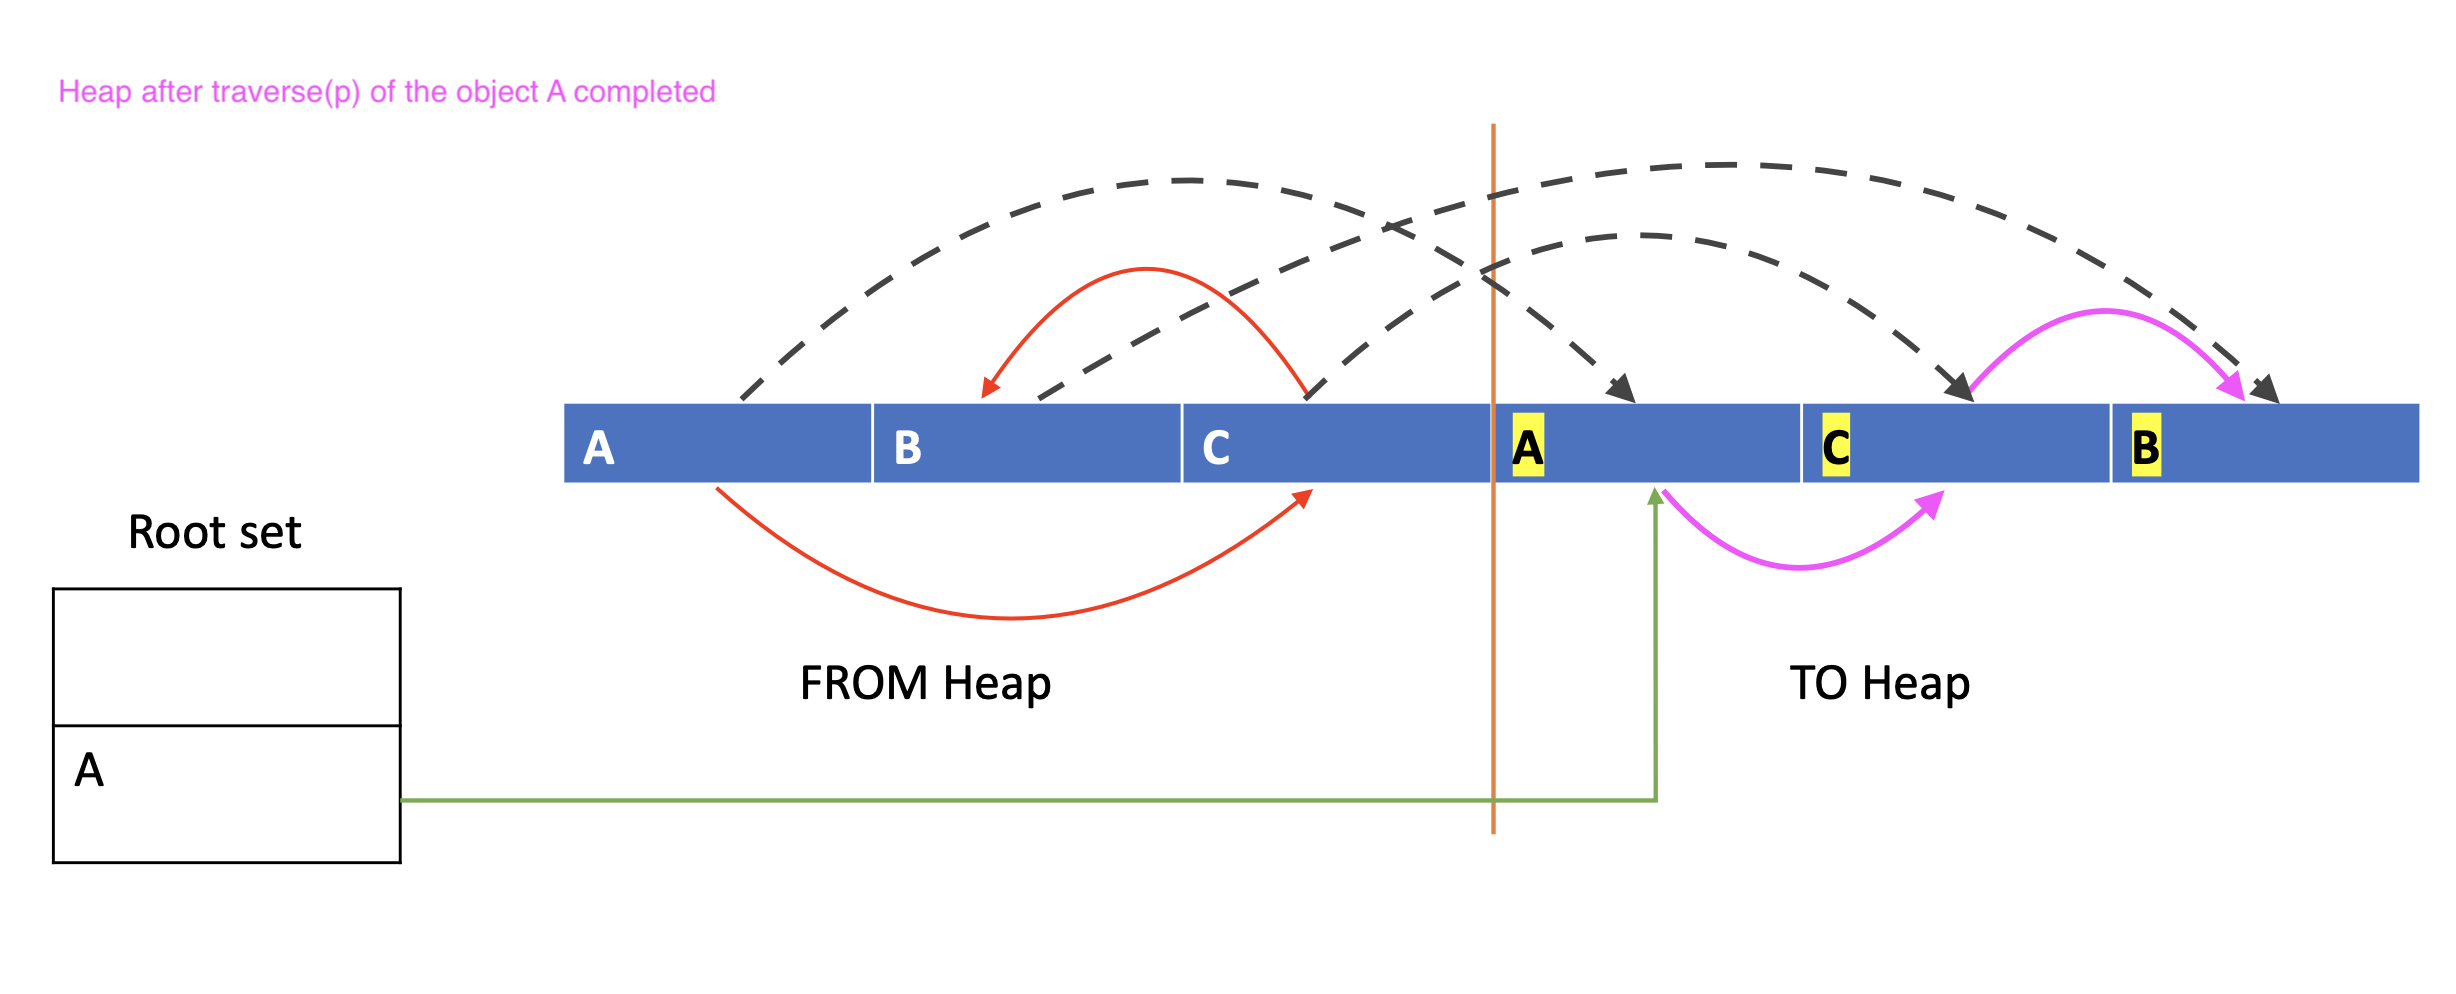 Heap after traverse(p) of the object A completed
A B C A C B
Root set
FROM Heap TO Heap
A